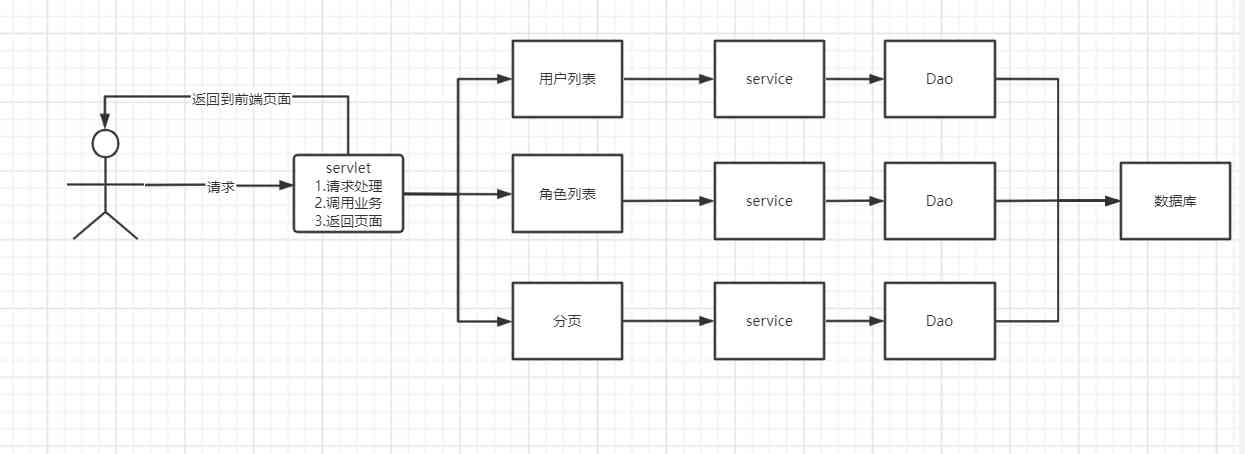 返回到前端页面
请求
servlet
1.请求处理
2.调用业务
3.返回页面
用户列表
service
Dao
角色列表
service
Dao
数据库
分页
service
Dao